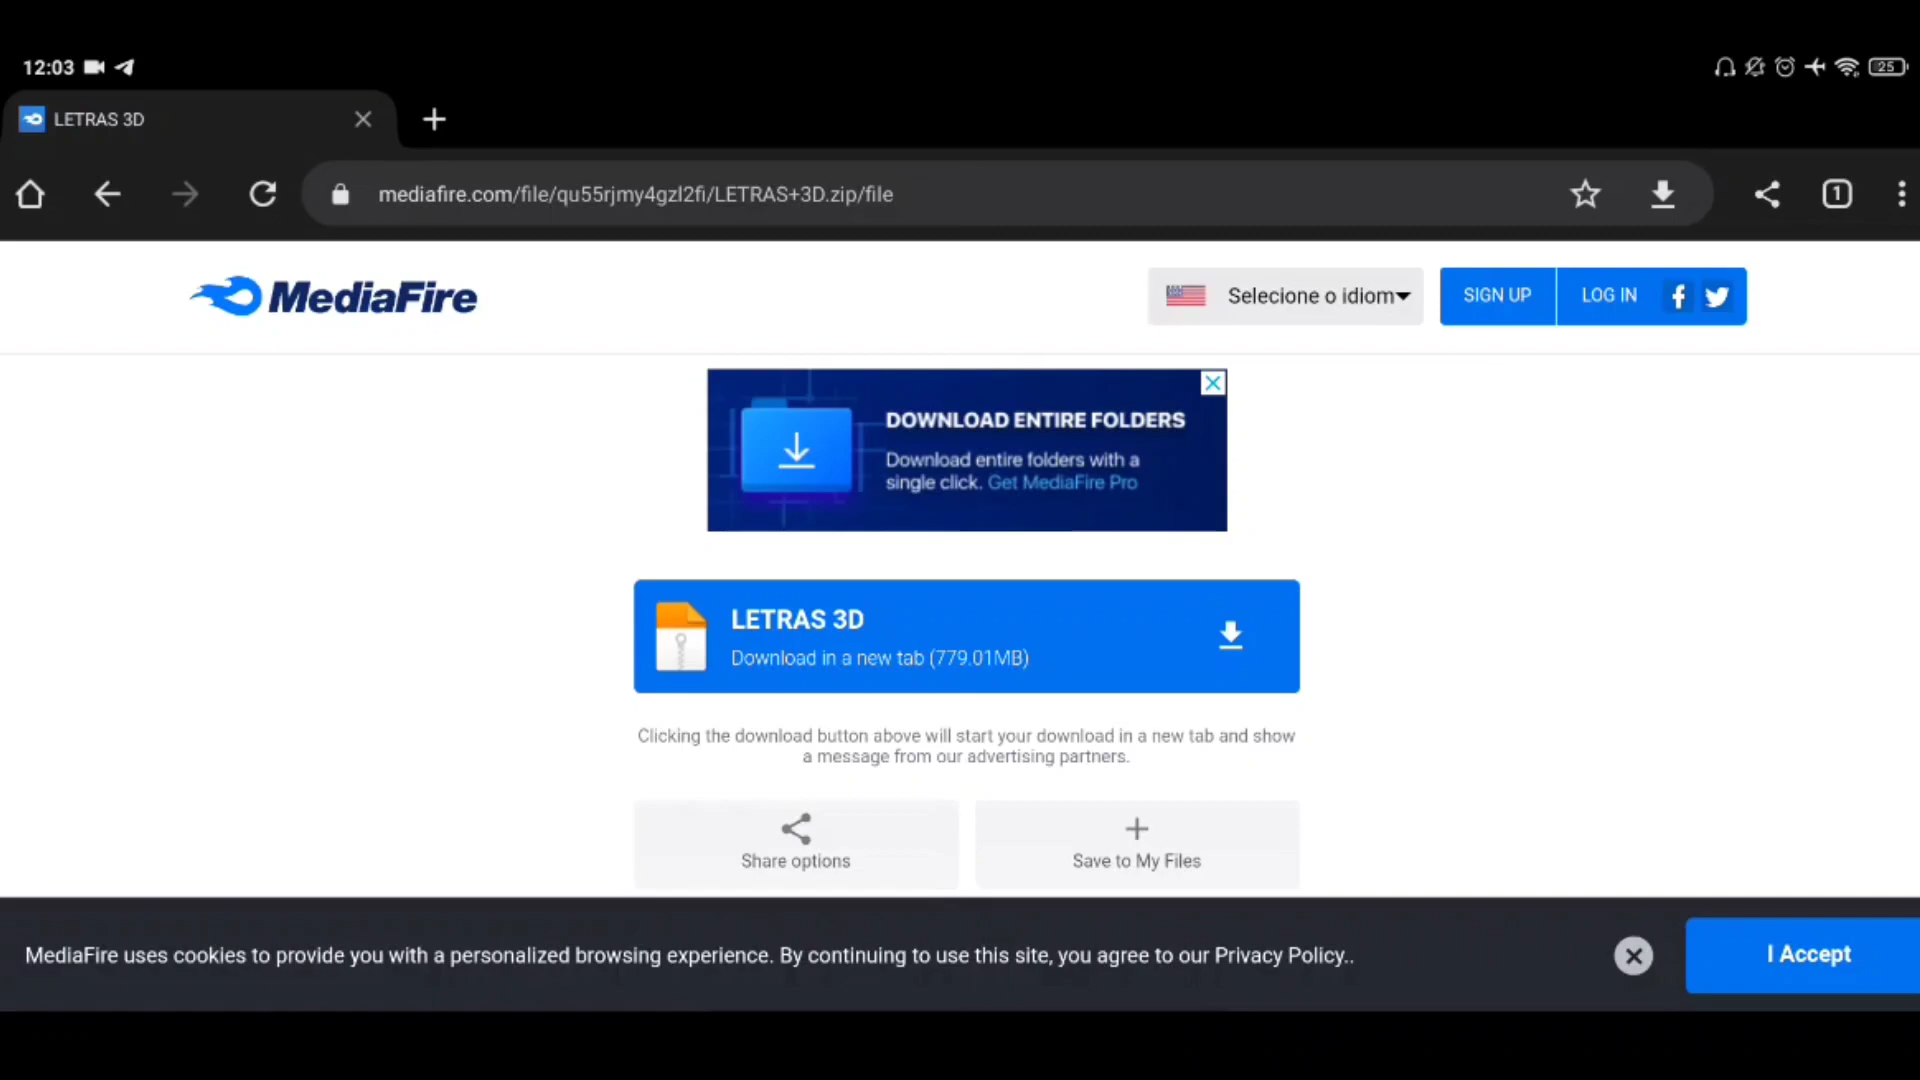 12:03
25
LETRAS 3D
mediafire.com/file/qu55rjmy4gzl2fi/LETRAS+3D.zip/file
1
MediaFire
Selecione o idiom
SIGN UP
LOG IN
DOWNLOAD ENTIRE FOLDERS
Download entire folders with a
single click. Get MediaFire Pro
LETRAS 3D
Download in a new tab (779.01MB)
Clicking the download button above will start your download in a new tab and show
a message from our advertising partners.
Share options
Save to My Files
MediaFire uses cookies to provide you with a personalized browsing experience. By continuing to use this site, you agree to our Privacy Policy..
I Accept